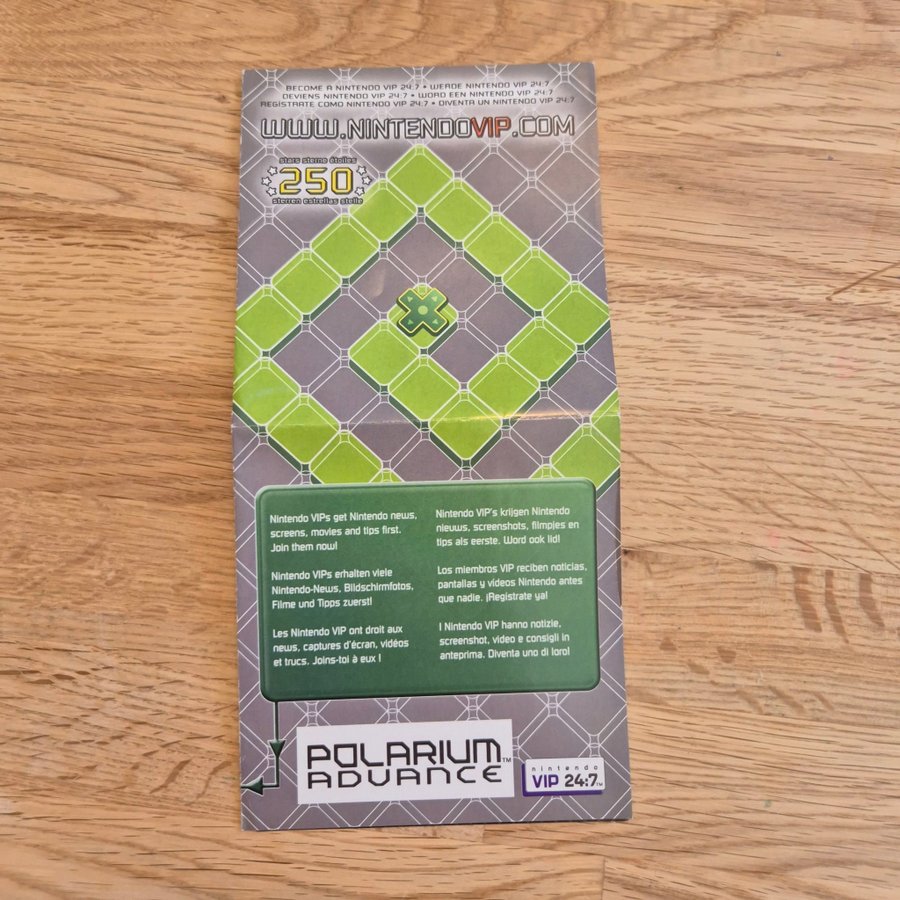 BECOME A NINTENDO VIP 24:7 • WERDE NINTENDO VIP 24:7
DEVIENS NINTENDO VIP 24:7 • WORD EEN NINTENDO VIP 24:7
REGÍSTRATE COMO NINTENDO VIP 24:7 • DIVENTA UN NINTENDO VIP 24:7
WWW.NINTENDOVIP.COM
stars sterne étoiles
250
sterren estrellas stelle
Nintendo VIPs get Nintendo news,
screens, movies and tips first.
Join them now!
Nintendo VIPs erhalten viele
Nintendo-News, Bildschirmfotos,
Filme und Tipps zuerst!
Les Nintendo VIP ont droit aux
news, captures d'écran, vidéos
et trucs. Joins-toi à eux !
Nintendo VIP's krijgen Nintendo
nieuws, screenshots, filmpjes en
tips als eerste. Word ook lid!
Los miembros VIP reciben noticias,
pantallas y vídeos Nintendo antes
que nadie. ¡Regístrate ya!
I Nintendo VIP hanno notizie,
screenshot, video e consigli in
anteprima. Diventa uno di loro!
POLARIUM™
ADVANCE
nintendo
VIP 24:7™